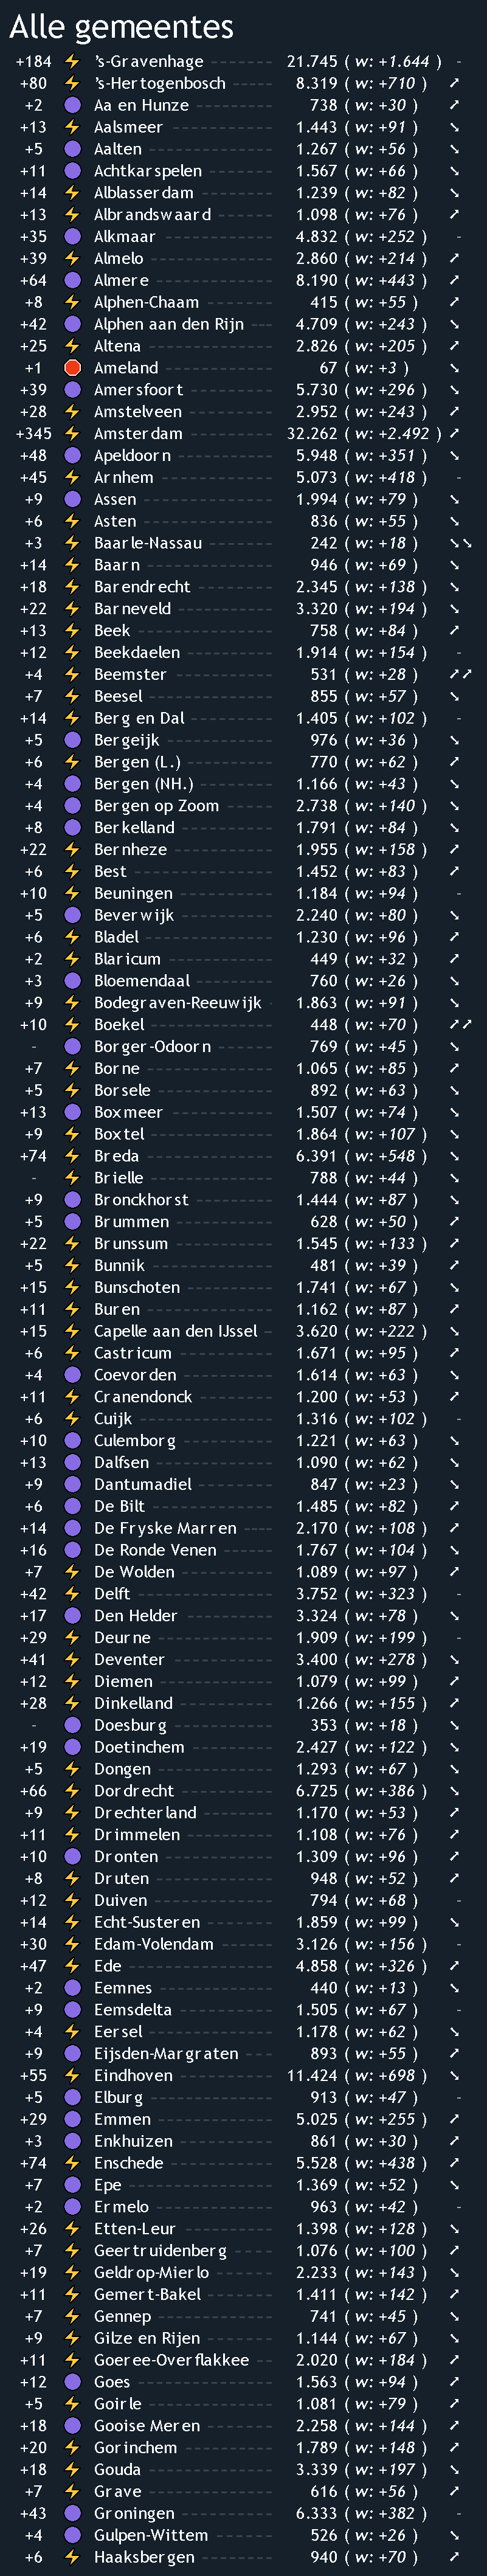 Alle gemeentes
+184 ⚡ 's-Gravenhage 21.745 ( w: +1.644 ) -
+80 ⚡ 's-Hertogenbosch 8.319 ( w: +710 ) ➚
+2 Aa en Hunze 738 ( w: +30 ) ➚
+13 ⚡ Aalsmeer 1.443 ( w: +91 ) ➘
+5 Aalten 1.267 ( w: +56 ) ➘
+11 Achtkarspelen 1.567 ( w: +66 ) ➘
+14 ⚡ Alblasserdam 1.239 ( w: +82 ) ➘
+13 ⚡ Albrandswaard 1.098 ( w: +76 ) ➚
+35 Alkmaar 4.832 ( w: +252 ) -
+39 ⚡ Almelo 2.860 ( w: +214 ) ➚
+64 Almere 8.190 ( w: +443 ) ➚
+8 ⚡ Alphen-Chaam 415 ( w: +55 ) ➚
+42 Alphen aan den Rijn 4.709 ( w: +243 ) ➘
+25 ⚡ Altena 2.826 ( w: +205 ) ➚
+1 Ameland 67 ( w: +3 ) ➘
+39 Amersfoort 5.730 ( w: +296 ) ➘
+28 ⚡ Amstelveen 2.952 ( w: +243 ) ➚
+345 ⚡ Amsterdam 32.262 ( w: +2.492 ) ➚
+48 Apeldoorn 5.948 ( w: +351 ) ➘
+45 ⚡ Arnhem 5.073 ( w: +418 ) -
+9 Assen 1.994 ( w: +79 ) ➘
+6 ⚡ Asten 836 ( w: +55 ) ➘
+3 ⚡ Baarle-Nassau 242 ( w: +18 ) ➘➘
+14 ⚡ Baarn 946 ( w: +69 ) ➘
+18 ⚡ Barendrecht 2.345 ( w: +138 ) ➘
+22 ⚡ Barneveld 3.320 ( w: +194 ) ➘
+13 ⚡ Beek 758 ( w: +84 ) ➚
+12 ⚡ Beekdaelen 1.914 ( w: +154 ) -
+4 ⚡ Beemster 531 ( w: +28 ) ➚➚
+7 ⚡ Beesel 855 ( w: +57 ) ➘
+14 ⚡ Berg en Dal 1.405 ( w: +102 ) -
+5 Bergeijk 976 ( w: +36 ) ➘
+6 ⚡ Bergen (L.) 770 ( w: +62 ) ➚
+4 Bergen (NH.) 1.166 ( w: +43 ) ➘
+4 Bergen op Zoom 2.738 ( w: +140 ) ➘
+8 Berkelland 1.791 ( w: +84 ) ➘
+22 ⚡ Bernheze 1.955 ( w: +158 ) ➚
+6 ⚡ Best 1.452 ( w: +83 ) ➚
+10 ⚡ Beuningen 1.184 ( w: +94 ) -
+5 Beverwijk 2.240 ( w: +80 ) ➘
+6 ⚡ Bladel 1.230 ( w: +96 ) ➚
+2 ⚡ Blaricum 449 ( w: +32 ) ➚
+3 Bloemendaal 760 ( w: +26 ) ➘
+9 ⚡ Bodegraven-Reeuwijk 1.863 ( w: +91 ) ➘
+10 ⚡ Boekel 448 ( w: +70 ) ➚➚
- Borger-Odoorn 769 ( w: +45 ) ➘
+7 ⚡ Borne 1.065 ( w: +85 ) ➚
+5 ⚡ Borsele 892 ( w: +63 ) ➘
+13 Boxmeer 1.507 ( w: +74 ) ➘
+9 ⚡ Boxtel 1.864 ( w: +107 ) ➘
+74 ⚡ Breda 6.391 ( w: +548 ) ➘
- ⚡ Brielle 788 ( w: +44 ) ➘
+9 Bronckhorst 1.444 ( w: +87 ) ➘
+5 Brummen 628 ( w: +50 ) ➚
+22 ⚡ Brunssum 1.545 ( w: +133 ) ➚
+5 ⚡ Bunnik 481 ( w: +39 ) ➚
+15 ⚡ Bunschoten 1.741 ( w: +67 ) ➘
+11 ⚡ Buren 1.162 ( w: +87 ) ➚
+15 ⚡ Capelle aan den IJssel 3.620 ( w: +222 ) ➘
+6 ⚡ Castricum 1.671 ( w: +95 ) ➚
+4 Coevorden 1.614 ( w: +63 ) ➘
+11 ⚡ Cranendonck 1.200 ( w: +53 ) ➚
+6 ⚡ Cuijk 1.316 ( w: +102 ) -
+10 Culemborg 1.221 ( w: +63 ) ➘
+13 Dalfsen 1.090 ( w: +62 ) ➘
+9 Dantumadiel 847 ( w: +23 ) ➘
+6 De Bilt 1.485 ( w: +82 ) ➚
+14 De Fryske Marren 2.170 ( w: +108 ) ➚
+16 De Ronde Venen 1.767 ( w: +104 ) ➘
+7 ⚡ De Wolden 1.089 ( w: +97 ) ➚
+42 ⚡ Delft 3.752 ( w: +323 ) -
+17 Den Helder 3.324 ( w: +78 ) ➘
+29 ⚡ Deurne 1.909 ( w: +199 ) -
+41 ⚡ Deventer 3.400 ( w: +278 ) ➘
+12 ⚡ Diemen 1.079 ( w: +99 ) ➚
+28 ⚡ Dinkelland 1.266 ( w: +155 ) ➚
- Doesburg 353 ( w: +18 ) ➘
+19 Doetinchem 2.427 ( w: +122 ) ➘
+5 ⚡ Dongen 1.293 ( w: +67 ) ➘
+66 ⚡ Dordrecht 6.725 ( w: +386 ) ➘
+9 ⚡ Drechterland 1.170 ( w: +53 ) ➚
+11 ⚡ Drimmelen 1.108 ( w: +76 ) ➚
+10 Dronten 1.309 ( w: +96 ) ➚
+8 ⚡ Druten 948 ( w: +52 ) ➚
+12 ⚡ Duiven 794 ( w: +68 ) -
+14 ⚡ Echt-Susteren 1.859 ( w: +99 ) ➘
+30 ⚡ Edam-Volendam 3.126 ( w: +156 ) -
+47 ⚡ Ede 4.858 ( w: +326 ) ➚
+2 Eemnes 440 ( w: +13 ) ➘
+9 Eemsdelta 1.505 ( w: +67 ) -
+4 ⚡ Eersel 1.178 ( w: +62 ) ➘
+9 Eijsden-Margraten 893 ( w: +55 ) ➚
+55 ⚡ Eindhoven 11.424 ( w: +698 ) ➘
+5 Elburg 913 ( w: +47 ) -
+29 Emmen 5.025 ( w: +255 ) ➚
+3 Enkhuizen 861 ( w: +30 ) ➚
+74 ⚡ Enschede 5.528 ( w: +438 ) ➚
+7 Epe 1.369 ( w: +52 ) ➘
+2 Ermelo 963 ( w: +42 ) -
+26 ⚡ Etten-Leur 1.398 ( w: +128 ) ➘
+7 ⚡ Geertruidenberg 1.076 ( w: +100 ) ➚
+19 ⚡ Geldrop-Mierlo 2.233 ( w: +143 ) ➘
+11 ⚡ Gemert-Bakel 1.411 ( w: +142 ) ➚
+7 ⚡ Gennep 741 ( w: +45 ) ➘
+9 ⚡ Gilze en Rijen 1.144 ( w: +67 ) ➘
+11 ⚡ Goeree-Overflakkee 2.020 ( w: +184 ) ➚
+12 Goes 1.563 ( w: +94 ) ➚
+5 ⚡ Goirle 1.081 ( w: +79 ) ➚
+18 Gooise Meren 2.258 ( w: +144 ) ➚
+20 ⚡ Gorinchem 1.789 ( w: +148 ) ➚
+18 ⚡ Gouda 3.339 ( w: +197 ) ➘
+7 ⚡ Grave 616 ( w: +56 ) ➚
+43 Groningen 6.333 ( w: +382 ) -
+4 Gulpen-Wittem 526 ( w: +26 ) ➘
+6 ⚡ Haaksbergen 940 ( w: +70 ) ➚